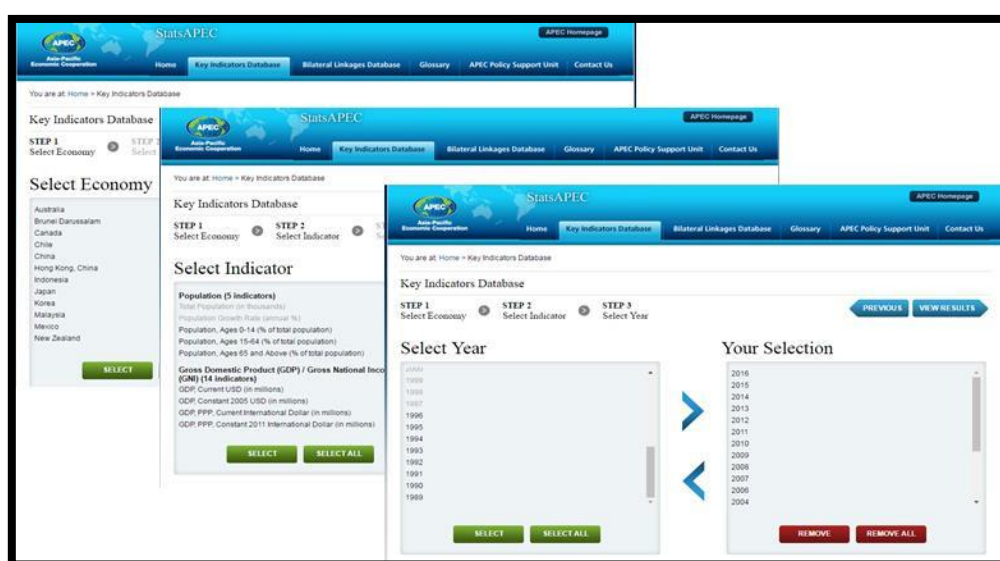 APEC
Asia-Pacific
Economic Cooperation
StatsAPEC
APEC Homepage
Home Key Indicators Database Bilateral Linkages Database Glossary APEC Policy Support Unit Contact Us
You are at: Home > Key Indicators Database
Key Indicators Database
STEP 1
Select Economy
STEP 2
Select
Select Economy
Australia
Brunei Darussalam
Canada
Chile
China
Hong Kong, China
Indonesia
Japan
Korea
Malaysia
Mexico
New Zealand
SELECT
APEC
Asia-Pacific
Economic Cooperation
StatsAPEC
APEC Homepage
Home Key Indicators Database Bilateral Linkages Database Glossary APEC Policy Support Unit Contact Us
You are at: Home > Key Indicators Database
Key Indicators Database
STEP 1
Select Economy
STEP 2
Select Indicator
Select Indicator
Population (5 indicators)
Total Population (in thousands)
Population Growth Rate (annual %)
Population, Ages 0-14 (% of total population)
Population, Ages 15-64 (% of total population)
Population, Ages 65 and Above (% of total population)
Gross Domestic Product (GDP) / Gross National Inco
(GNI) (14 indicators)
GDP, Current USD (in millions)
GDP, Constant 2005 USD (in millions)
GDP, PPP, Current International Dollar (in millions)
GDP, PPP, Constant 2011 International Dollar (in millions)
SELECT SELECT ALL
APEC
Asia-Pacific
Economic Cooperation
StatsAPEC
APEC Homepage
Home Key Indicators Database Bilateral Linkages Database Glossary APEC Policy Support Unit Contact Us
You are at: Home > Key Indicators Database
Key Indicators Database
STEP 1
Select Economy
STEP 2
Select Indicator
STEP 3
Select Year
PREVIOUS VIEW RESULTS
Select Year
1996
1995
1994
1993
1992
1991
1990
1989
SELECT SELECT ALL
Your Selection
2016
2015
2014
2013
2012
2011
2010
2009
2008
2007
2006
2004
REMOVE REMOVE ALL